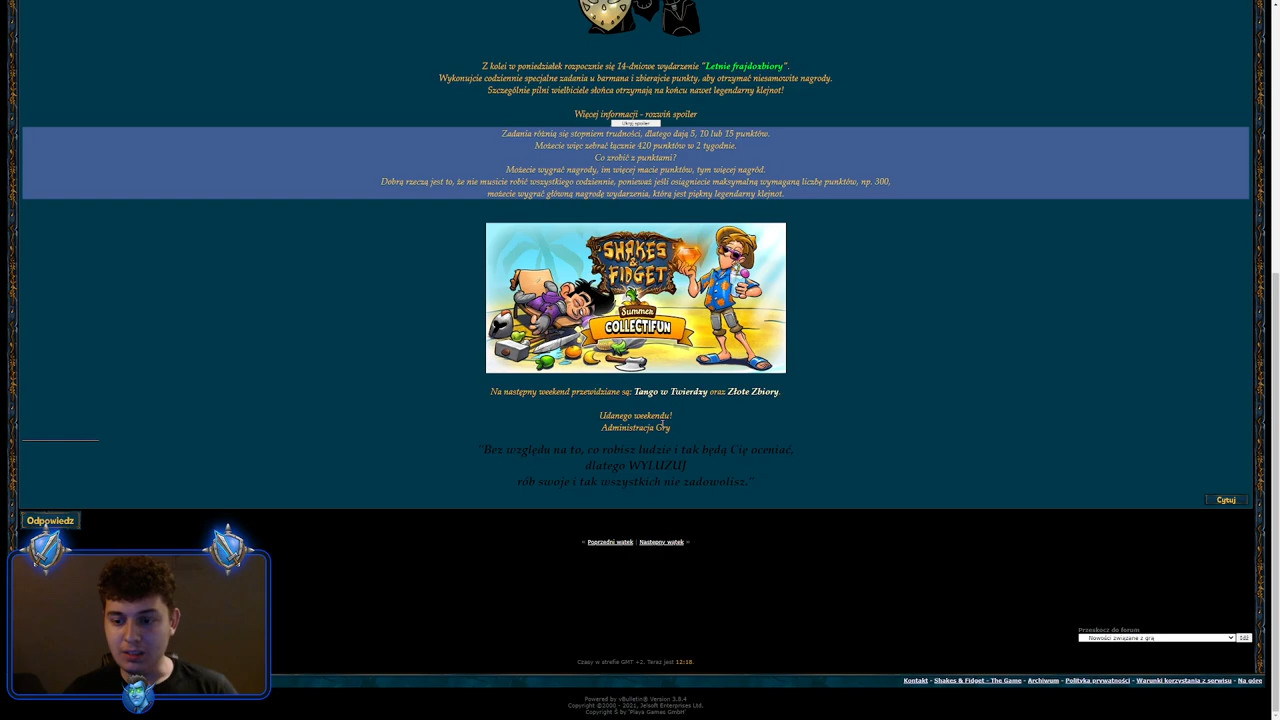 Z kolei w poniedziałek rozpocznie się 14-dniowe wydarzenie "Letnie frajdozbiory".
Wykonujcie codziennie specjalne zadania u barmana i zbierajcie punkty, aby otrzymać niesamowite nagrody.
Szczególnie pilni wielbiciele słońca otrzymają na końcu nawet legendarny klejnot!
Więcej informacji - rozwiń spoiler
Ukryj spoiler
Zadania różnią się stopniem trudności, dlatego dają 5, 10 lub 15 punktów.
Możecie więc zebrać łącznie 420 punktów w 2 tygodnie.
Co zrobić z punktami?
Możecie wygrać nagrody, im więcej macie punktów, tym więcej nagród.
Dobrą rzeczą jest to, że nie musicie robić wszystkiego codziennie, ponieważ jeśli osiągniecie maksymalną wymaganą liczbę punktów, np. 300,
możecie wygrać główną nagrodę wydarzenia, którą jest piękny legendarny klejnot.
SHAKES
& FIDGET
Summer
COLLECTIFUN
Na następny weekend przewidziane są: Tango w Twierdzy oraz Złote Zbiory.
Udanego weekendu!
Administracja Gry
"Bez względu na to, co robisz ludzie i tak będą Cię oceniać,
dlatego WYLUZUJ
rób swoje i tak wszystkich nie zadowolisz."
Cytuj
Odpowiedz
« Poprzedni wątek | Następny wątek »
Przeskocz do forum
Nowości związane z grą
Idź
Czasy w strefie GMT +2. Teraz jest 12:18.
Kontakt - Shakes & Fidget - The Game - Archiwum - Polityka prywatności - Warunki korzystania z serwisu - Na górę
Powered by vBulletin® Version 3.8.4
Copyright ©2000 - 2021, Jelsoft Enterprises Ltd.
Copyright © by "Playa Games GmbH"